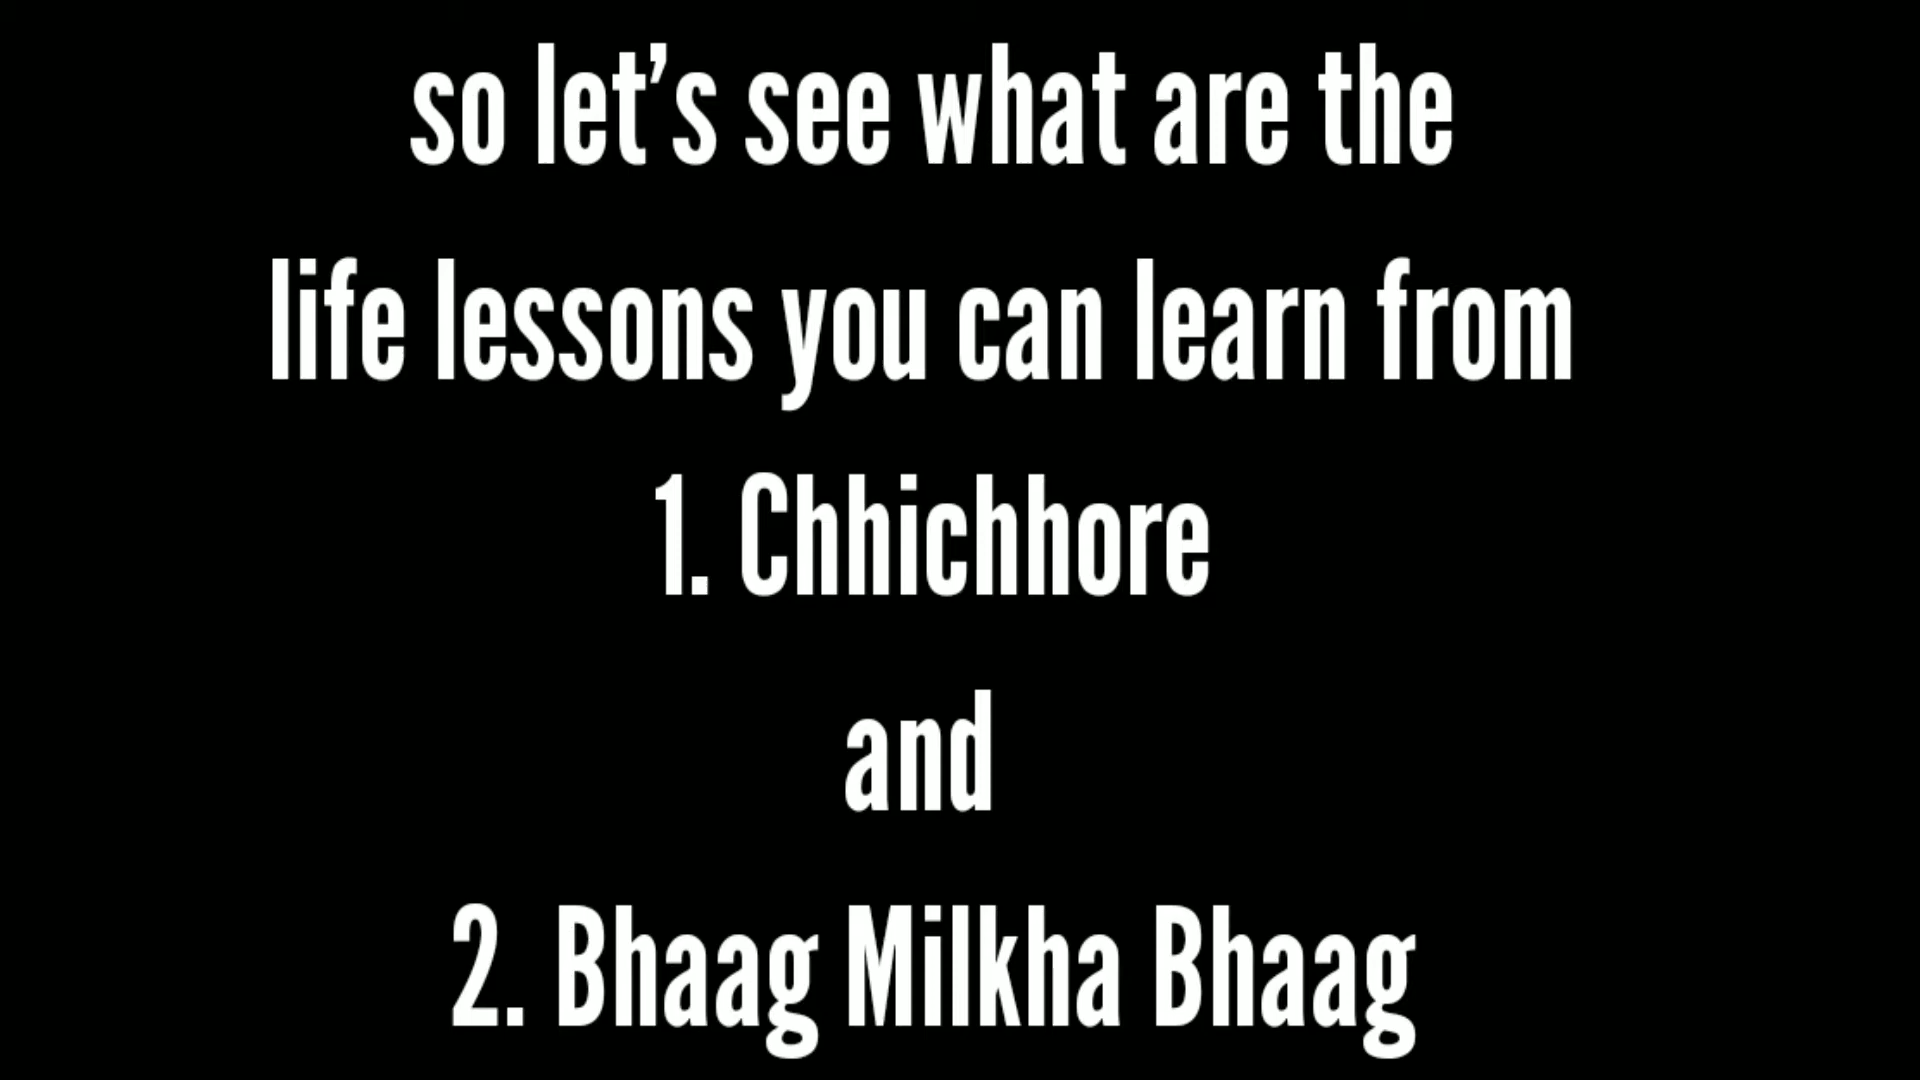 so let’s see what are the
life lessons you can learn from
1. Chhichhore
and
2. Bhaag Milkha Bhaag